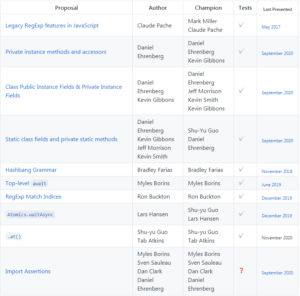 Proposal Author Champion Tests Last Presented
Legacy RegExp features in JavaScript Claude Pache Mark Miller
Claude Pache ✓ May 2017
Private instance methods and accessors Daniel
Ehrenberg Daniel
Ehrenberg
Kevin Gibbons ✓ September 2020
Class Public Instance Fields & Private Instance
Fields Daniel
Ehrenberg
Kevin Gibbons Daniel
Ehrenberg
Jeff Morrison
Kevin Smith
Kevin Gibbons ✓ September 2020
Static class fields and private static methods Daniel
Ehrenberg
Kevin Gibbons
Jeff Morrison
Kevin Smith Shu-Yu Guo
Daniel
Ehrenberg ✓ September 2020
Hashbang Grammar Bradley Farias Bradley Farias ✓ November 2018
Top-level await Myles Borins Myles Borins ✓ June 2019
RegExp Match Indices Ron Buckton Ron Buckton ✓ December 2019
Atomics.waitAsync Lars Hansen Shu-yu Guo
Lars Hansen ✓ December 2019
.at() Shu-yu Guo
Tab Atkins Shu-yu Guo
Tab Atkins ✓ November 2020
Import Assertions Myles Borins
Sven Sauleau
Dan Clark
Daniel
Ehrenberg Myles Borins
Sven Sauleau
Dan Clark
Daniel
Ehrenberg ? September 2020